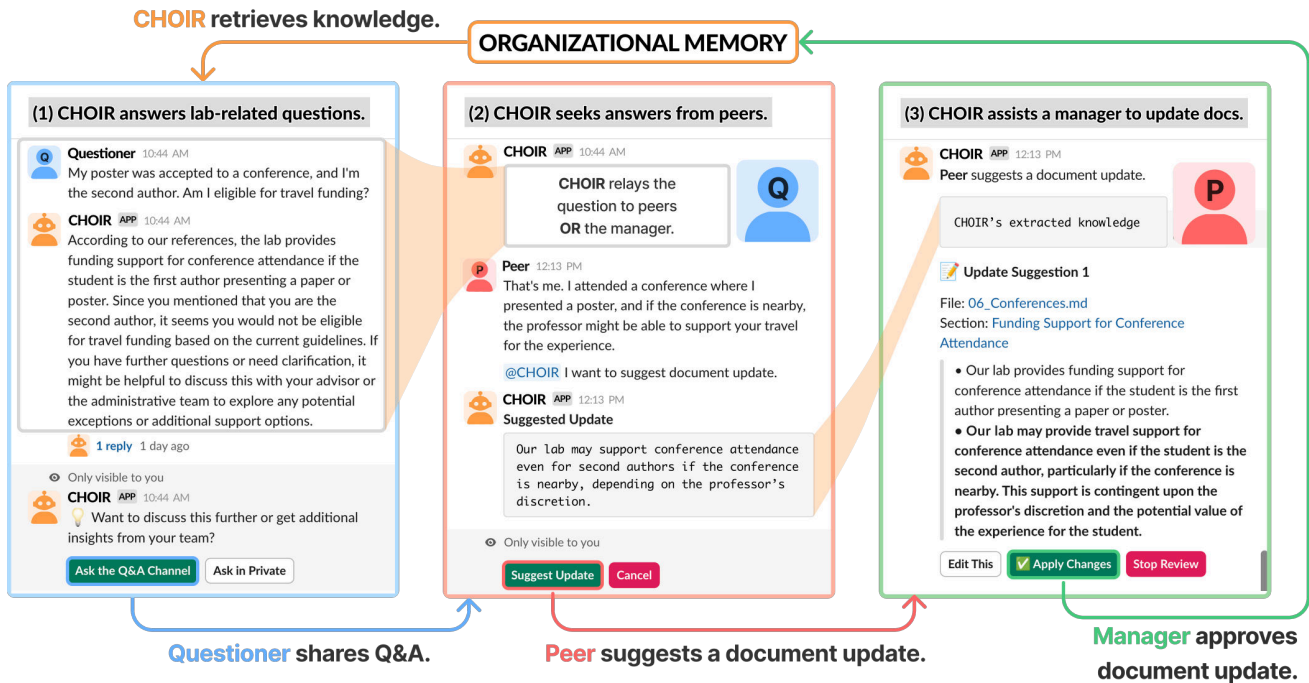 CHOIR retrieves knowledge.
ORGANIZATIONAL MEMORY
(1) CHOIR answers lab-related questions.
Q
Questioner 10:44 AM
My poster was accepted to a conference, and I'm
the second author. Am I eligible for travel funding?
CHOIR APP 10:44 AM
According to our references, the lab provides
funding support for conference attendance if the
student is the first author presenting a paper or
poster. Since you mentioned that you are the
second author, it seems you would not be eligible
for travel funding based on the current guidelines. If
you have further questions or need clarification, it
might be helpful to discuss this with your advisor or
the administrative team to explore any potential
exceptions or additional support options.
1 reply 1 day ago
Only visible to you
CHOIR APP 10:44 AM
💡 Want to discuss this further or get additional
insights from your team?
Ask the Q&A Channel Ask in Private
Questioner shares Q&A.
(2) CHOIR seeks answers from peers.
CHOIR APP 10:44 AM
CHOIR relays the
question to peers
OR the manager.
Q
P
Peer 12:13 PM
That's me. I attended a conference where I
presented a poster, and if the conference is nearby,
the professor might be able to support your travel
for the experience.
@CHOIR I want to suggest document update.
CHOIR APP 12:13 PM
Suggested Update
Our lab may support conference attendance
even for second authors if the conference
is nearby, depending on the professor's
discretion.
Only visible to you
Suggest Update Cancel
Peer suggests a document update.
(3) CHOIR assists a manager to update docs.
CHOIR APP 12:13 PM
Peer suggests a document update.
P
CHOIR's extracted knowledge
📝 Update Suggestion 1
File: 06_Conferences.md
Section: Funding Support for Conference
Attendance
• Our lab provides funding support for
conference attendance if the student is the first
author presenting a paper or poster.
• Our lab may provide travel support for
conference attendance even if the student is the
second author, particularly if the conference is
nearby. This support is contingent upon the
professor's discretion and the potential value of
the experience for the student.
Edit This ✅ Apply Changes Stop Review
Manager approves
document update.